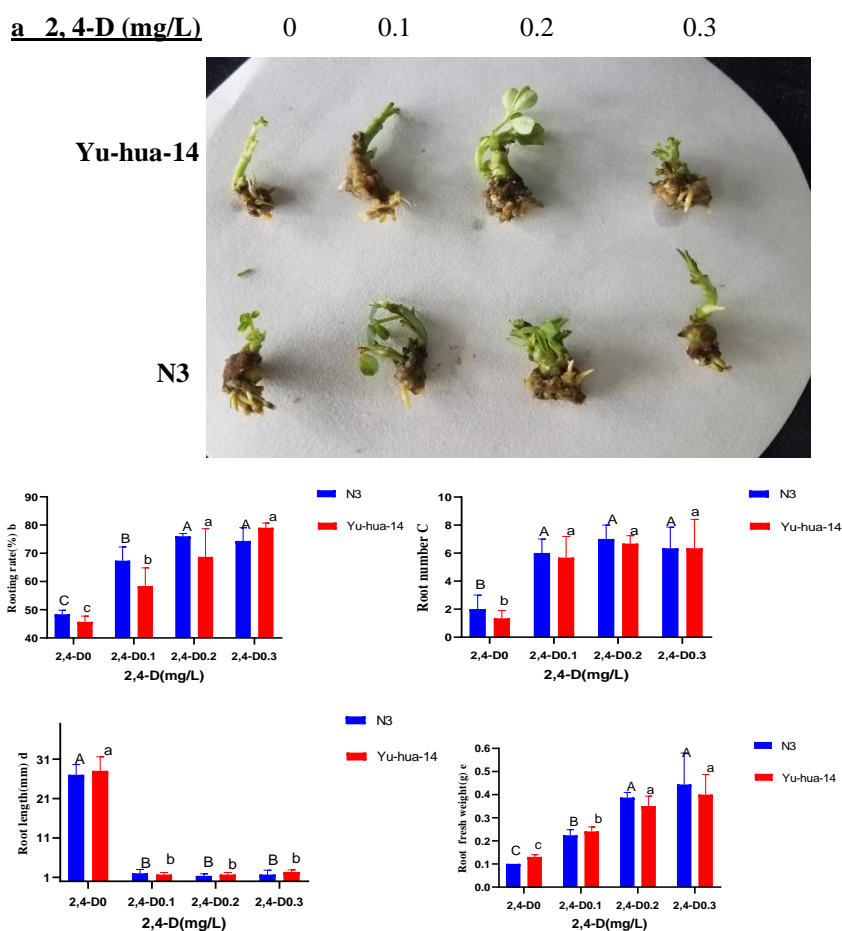 a 2, 4-D (mg/L) 0 0.1 0.2 0.3
Yu-hua-14
N3
90
80
70
60
50
40
Rooting rate(%) b
C c B b A a A a
2,4-D0 2,4-D0.1 2,4-D0.2 2,4-D0.3
2,4-D(mg/L)
N3
Yu-hua-14
10
8
6
4
2
0
Root number C
B b A a A a A a
2,4-D0 2,4-D0.1 2,4-D0.2 2,4-D0.3
2,4-D(mg/L)
N3
Yu-hua-14
31
21
11
1
Root length(mm) d
A a B b B b B b
2,4-D0 2,4-D0.1 2,4-D0.2 2,4-D0.3
2,4-D(mg/L)
N3
Yu-hua-14
0.6
0.5
0.4
0.3
0.2
0.1
0.0
Root fresh weight(g) e
C c B b A a A a
2,4-D0 2,4-D0.1 2,4-D0.2 2,4-D0.3
2,4-D(mg/L)
N3
Yu-hua-14